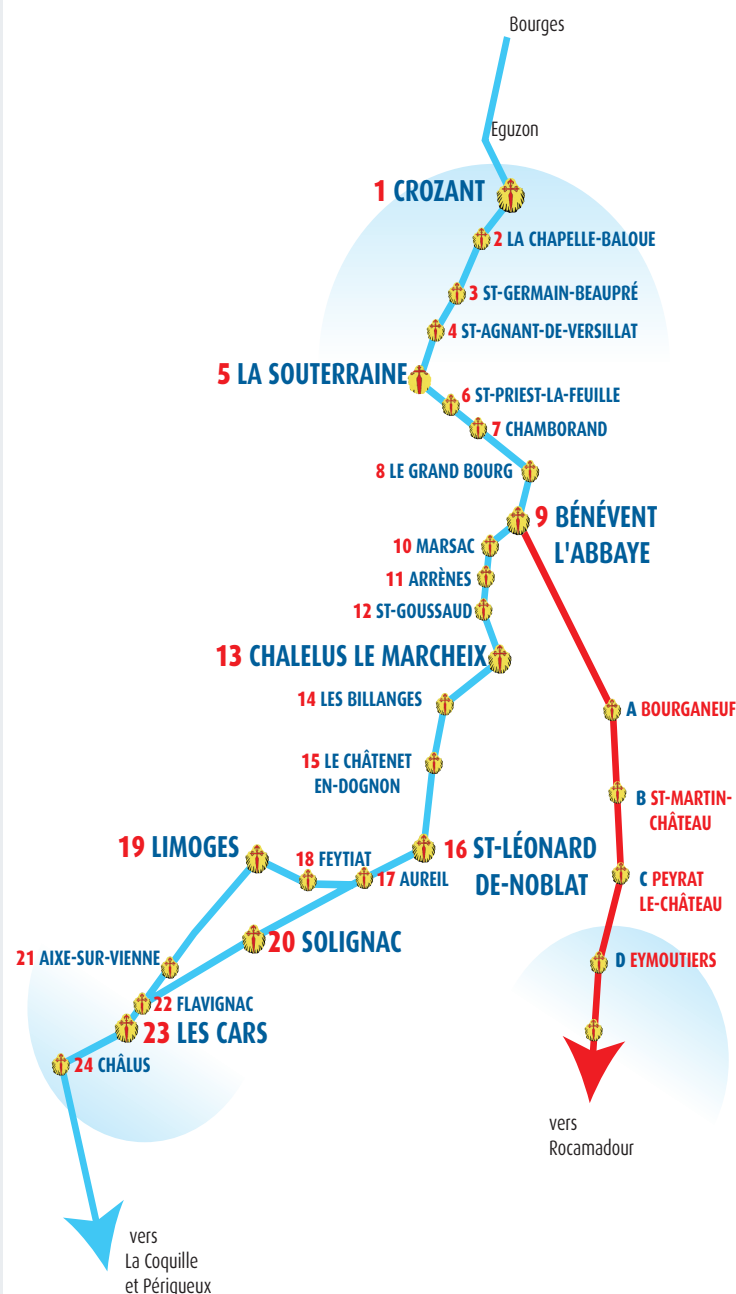 Bourges
Eguzon
1 CROZANT
2 LA CHAPELLE-BALOUE
3 ST-GERMAIN-BEAUPRÉ
4 ST-AGNANT-DE-VERSILLAT
5 LA SOUTERRAINE
6 ST-PRIEST-LA-FEUILLE
7 CHAMBORAND
8 LE GRAND BOURG
9 BÉNÉVENT
L'ABBAYE
10 MARSAC
11 ARRÈNES
12 ST-GOUSSAUD
13 CHALELUS LE MARCHEIX
14 LES BILLANGES
A BOURGANEUF
15 LE CHÂTENET
EN-DOGNON
B ST-MARTIN-
CHÂTEAU
16 ST-LÉONARD
DE-NOBLAT
17 AUREIL
18 FEYTIAT
19 LIMOGES
C PEYRAT
LE-CHÂTEAU
20 SOLIGNAC
21 AIXE-SUR-VIENNE
D EYMOUTIERS
22 FLAVIGNAC
23 LES CARS
24 CHÂLUS
vers
Rocamadour
vers
La Coquille
et Périgueux